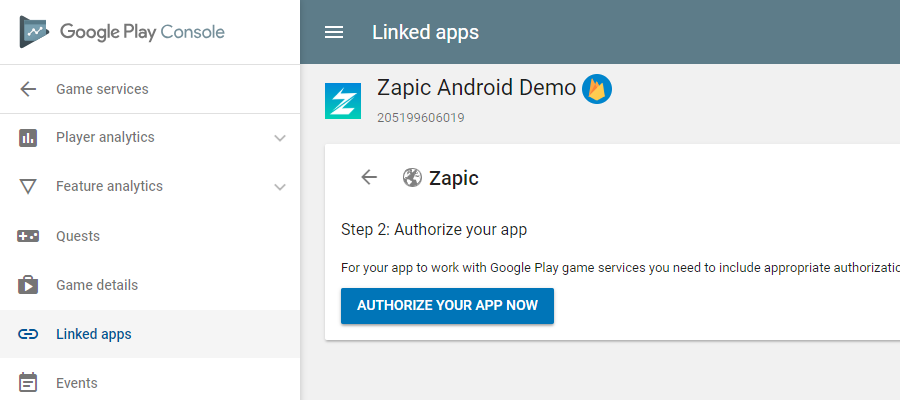 Google Play Console
Linked apps
Game services
Zapic Android Demo
205199606019
Player analytics
Feature analytics
Quests
Game details
Linked apps
Events
Zapic
Step 2: Authorize your app
For your app to work with Google Play game services you need to include appropriate
AUTHORIZE YOUR APP NOW